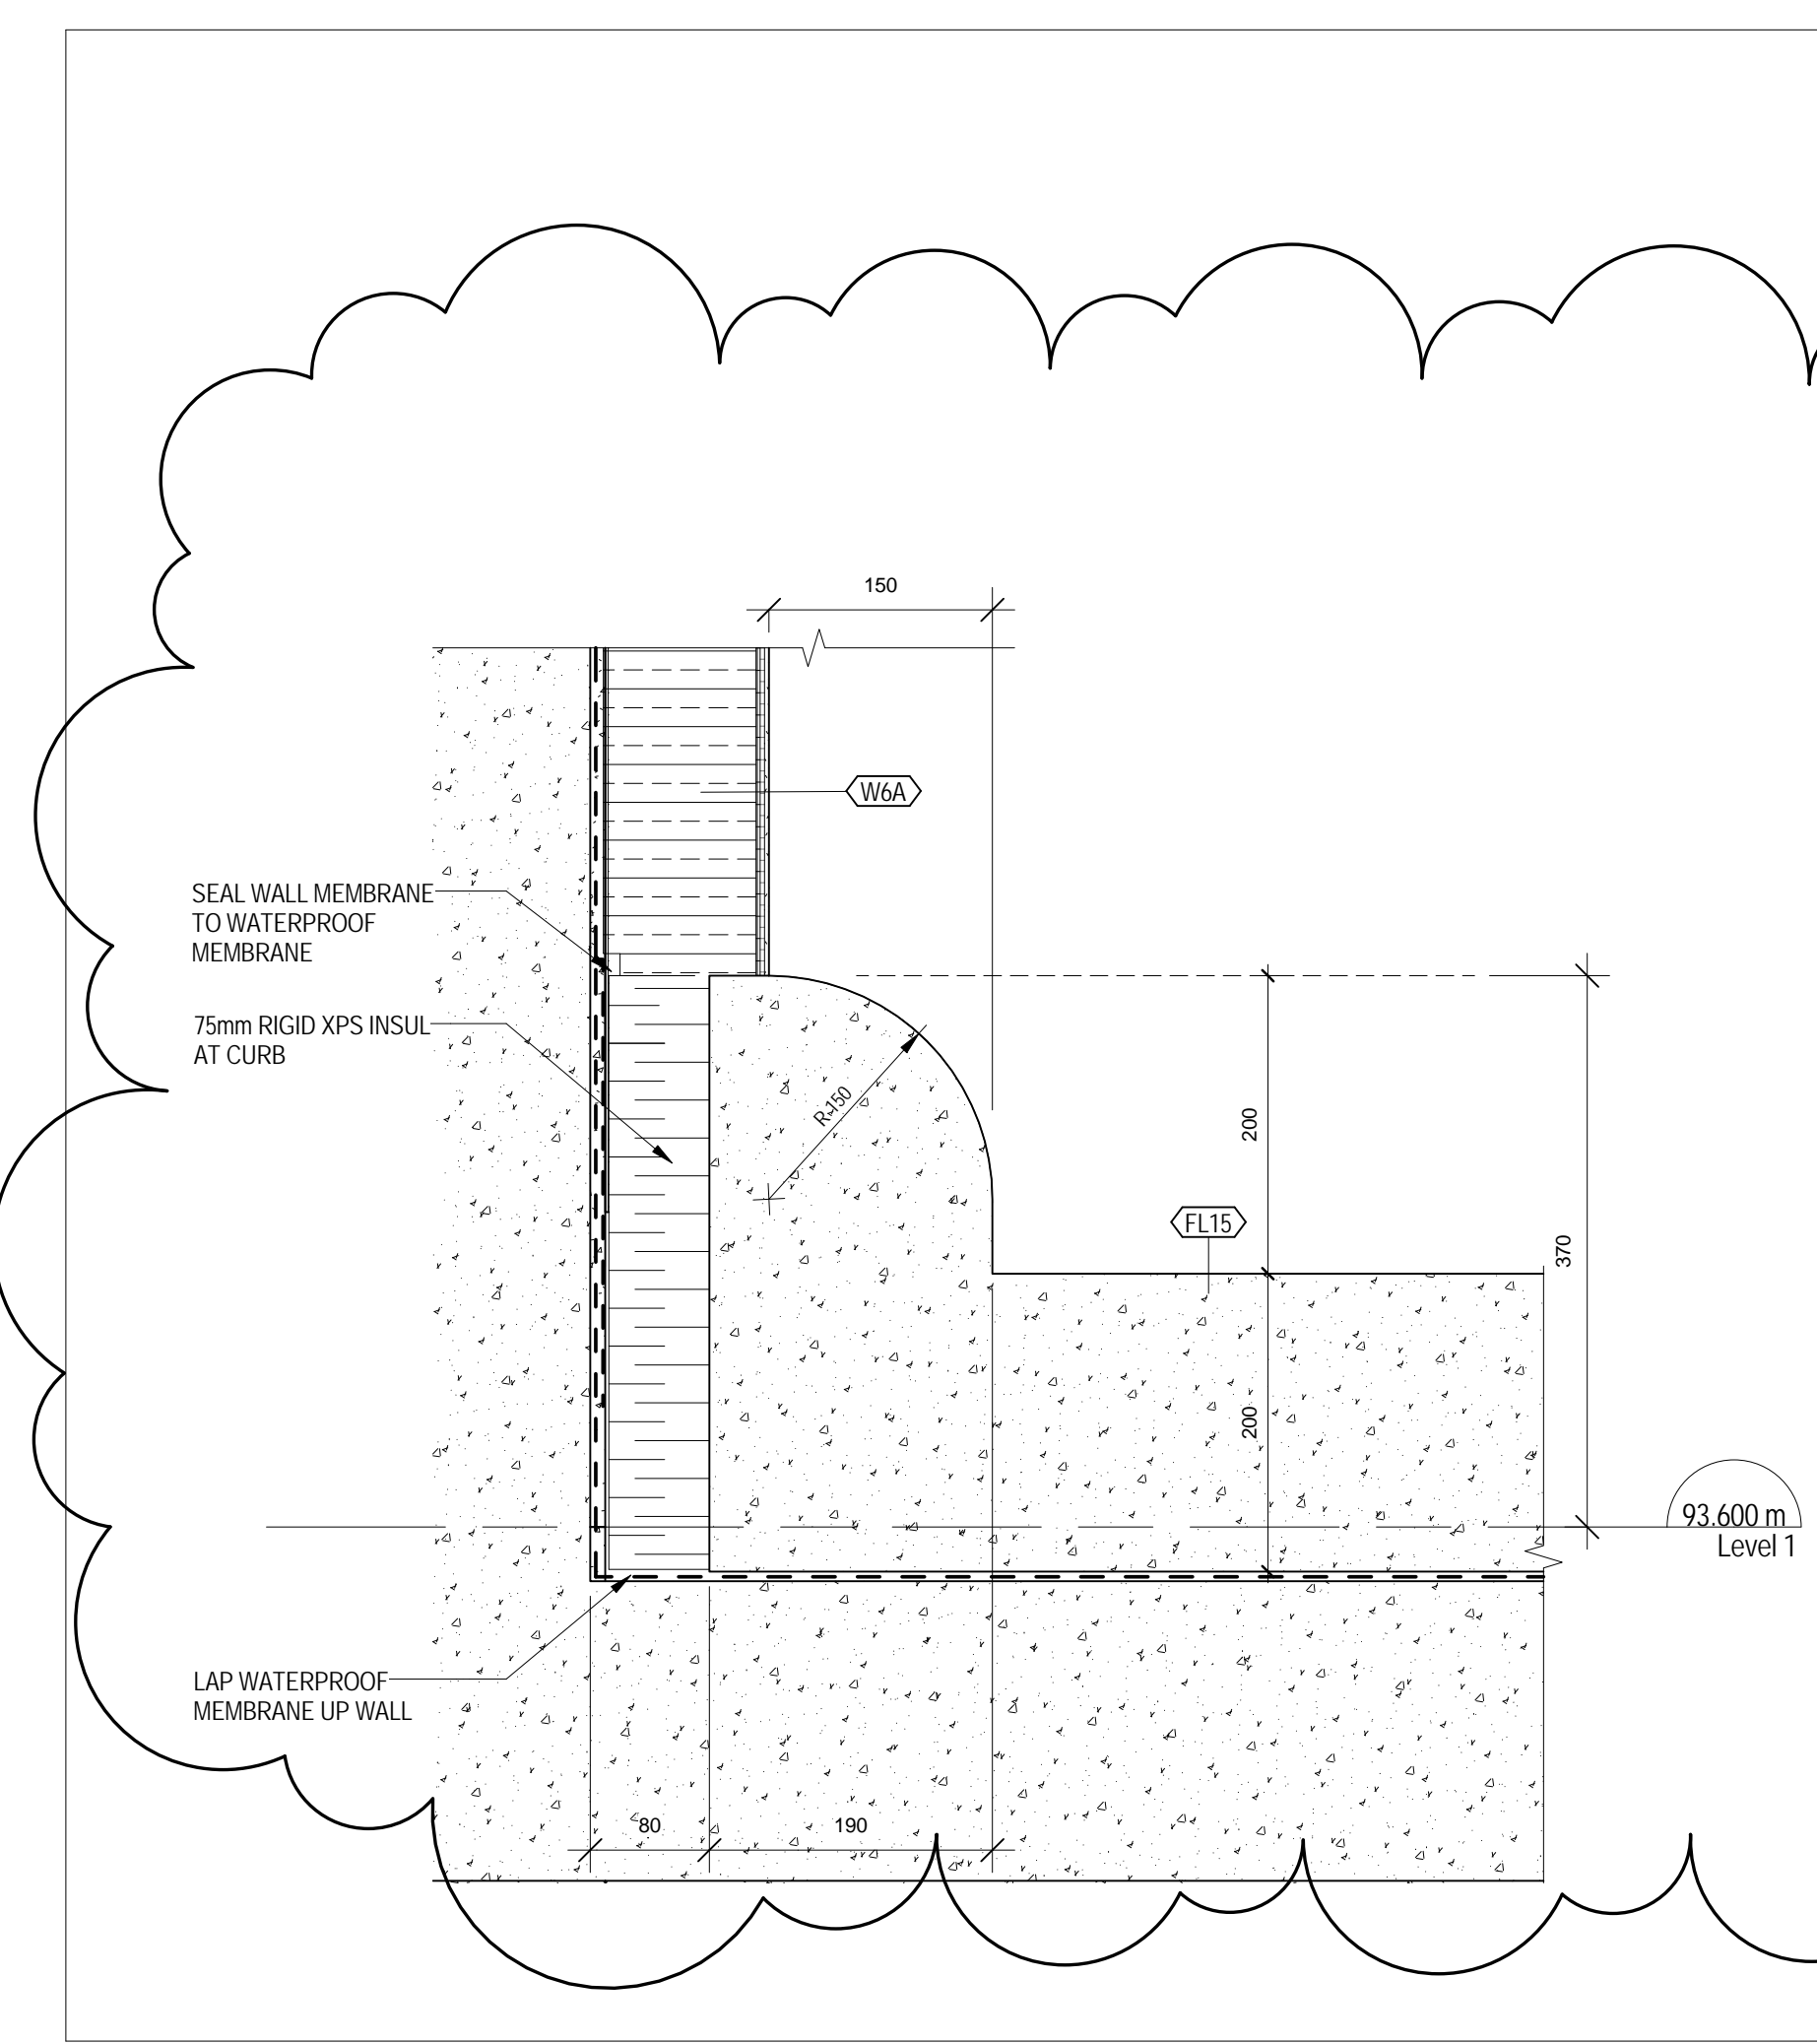 150
W6A
SEAL WALL MEMBRANE
TO WATERPROOF
MEMBRANE
75mm RIGID XPS INSUL
AT CURB
R 150
200
FL15
370
200
93.600 m
Level 1
LAP WATERPROOF
MEMBRANE UP WALL
80
190